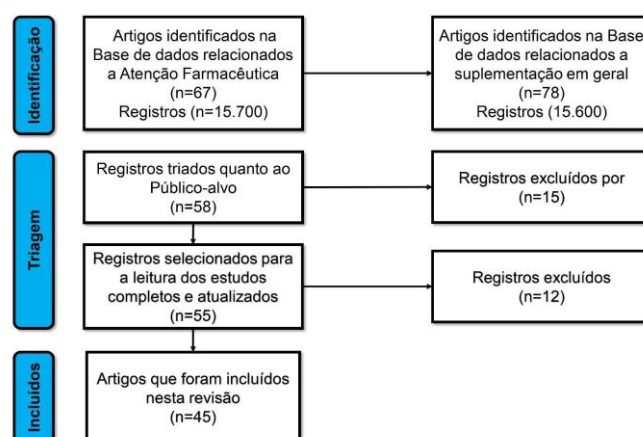 Identificação
Artigos identificados na
Base de dados relacionados
a Atenção Farmacêutica
(n=67)
Registros (n=15.700)
Artigos identificados na Base
de dados relacionados a
suplementação em geral
(n=78)
Registros (15.600)
Triagem
Registros triados quanto ao
Público-alvo
(n=58)
Registros excluídos por
(n=15)
Registros selecionados para
a leitura dos estudos
completos e atualizados
(n=55)
Registros excluídos
(n=12)
Incluídos
Artigos que foram incluídos
nesta revisão
(n=45)